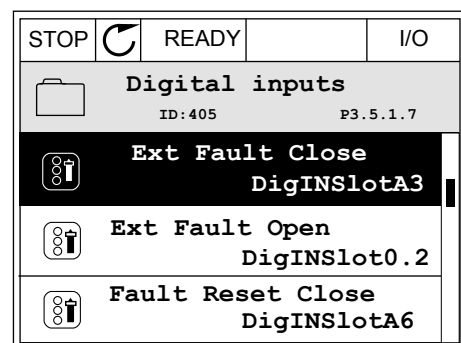 STOP READY I/O
Digital inputs
ID:405 P3.5.1.7
Ext Fault Close
DigINSlotA3
Ext Fault Open
DigINSlot0.2
Fault Reset Close
DigINSlotA6